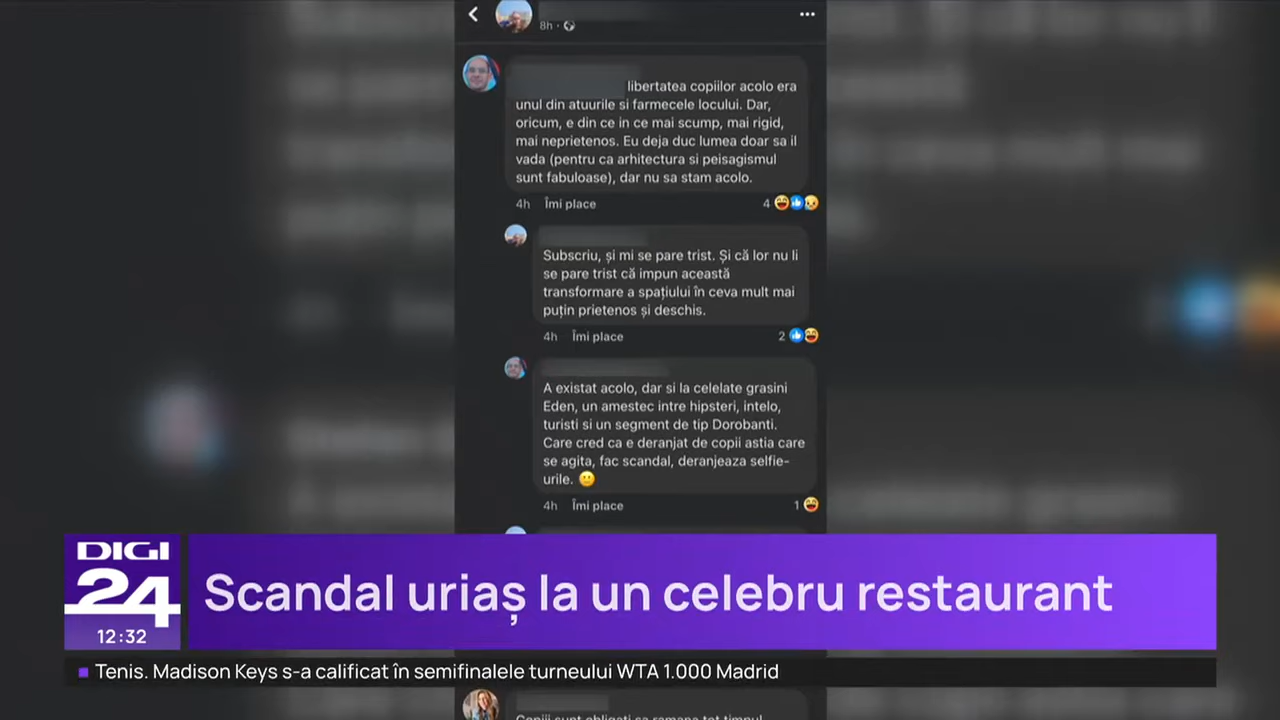 8h
libertatea copiilor acolo era
unul din atuurile si farmecele locului. Dar,
oricum, e din ce in ce mai scump, mai rigid,
mai neprietenos. Eu deja duc lumea doar sa il
vada (pentru ca arhitectura si peisagismul
sunt fabuloase), dar nu sa stam acolo.
4h Îmi place 4
Subscriu, și mi se pare trist. Și că lor nu li
se pare trist că impun această
transformare a spațiului în ceva mult mai
puțin prietenos și deschis.
4h Îmi place 2
A existat acolo, dar si la celelate grasini
Eden, un amestec intre hipsteri, intelo,
turisti si un segment de tip Dorobanti.
Care cred ca e deranjat de copii astia care
se agita, fac scandal, deranjeaza selfie-
urile. 🙂
4h Îmi place 1
DIGI
24
12:32
Scandal uriaș la un celebru restaurant
Tenis. Madison Keys s-a calificat în semifinalele turneului WTA 1.000 Madrid
Copiii sunt obligati sa ramana tot timpul